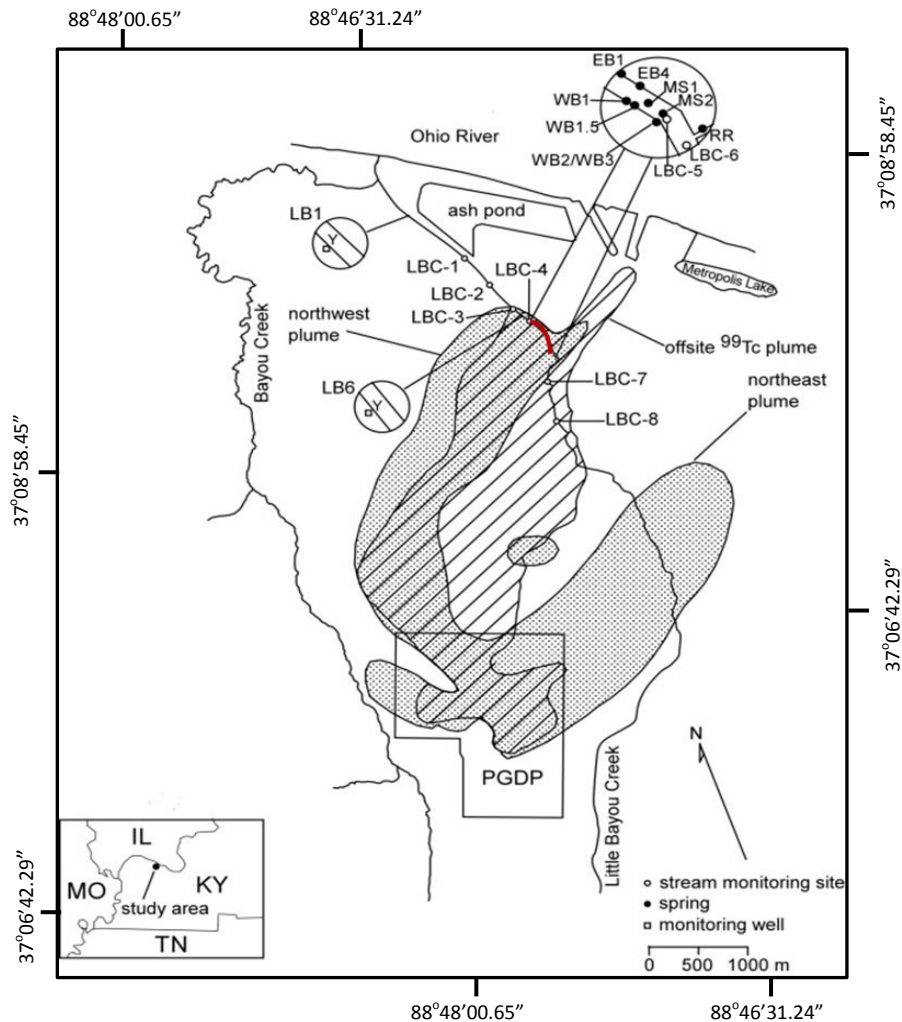 88°48'00.65"
88°46'31.24"
EB1
EB4
MS1
WB1
MS2
WB1.5
RR
WB2/WB3
LBC-6
LBC-5
Ohio River
37°08'58.45"
LB1
Y
ash pond
LBC-1
LBC-4
Metropolis Lake
LBC-2
LBC-3
northwest
plume
offsite ⁹⁹Tc plume
Bayou Creek
LB6
Y
LBC-7
northeast
plume
LBC-8
37°08'58.45"
37°06'42.29"
N
PGDP
Little Bayou Creek
IL
MO
KY
study area
TN
37°06'42.29"
stream monitoring site
spring
monitoring well
0 500 1000 m
88°48'00.65"
88°46'31.24"